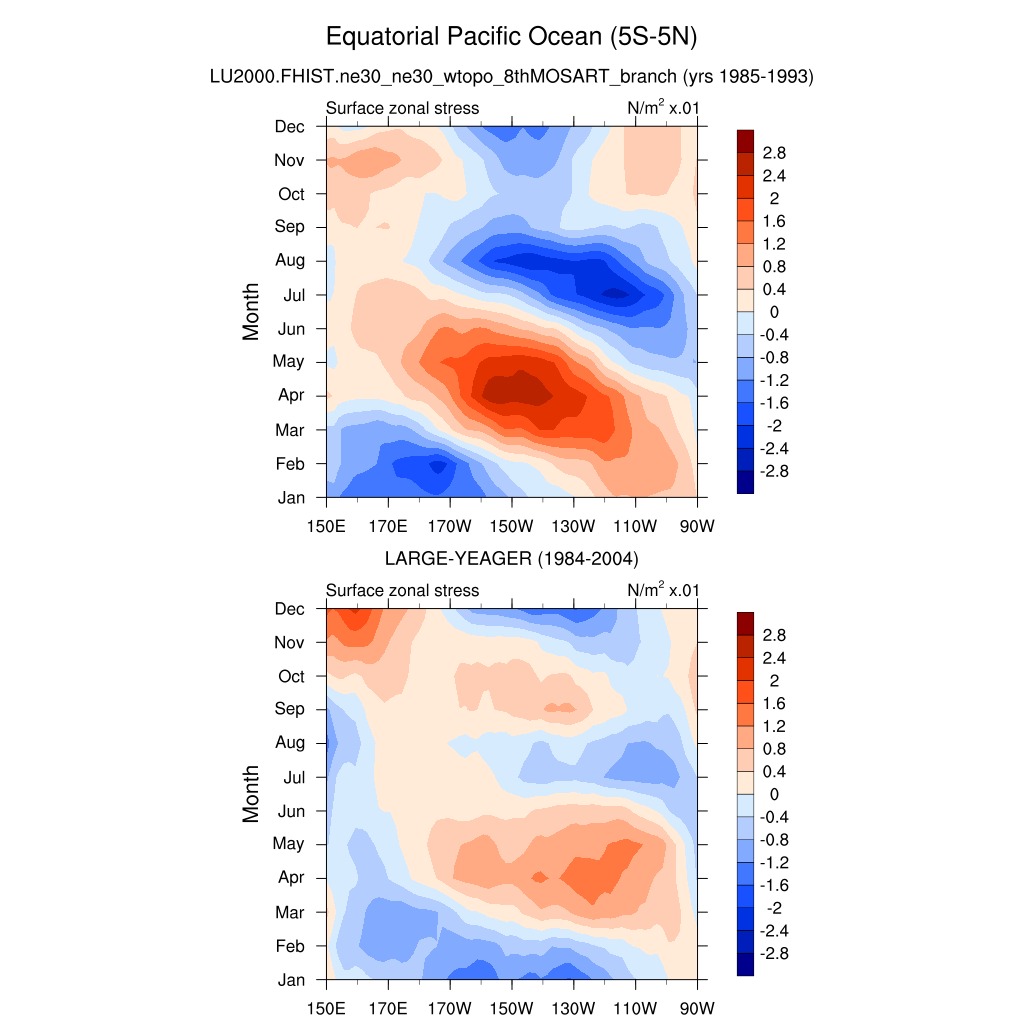 Equatorial Pacific Ocean (5S-5N)
LU2000.FHIST.ne30_ne30_wtopo_8thMOSART_branch (yrs 1985-1993)
Surface zonal stress N/m² x.01
Dec
Nov
Oct
Sep
Aug
Jul
Jun
May
Apr
Mar
Feb
Jan
Month
150E 170E 170W 150W 130W 110W 90W
2.8
2.4
2
1.6
1.2
0.8
0.4
0
-0.4
-0.8
-1.2
-1.6
-2
-2.4
-2.8
LARGE-YEAGER (1984-2004)
Surface zonal stress N/m² x.01
Dec
Nov
Oct
Sep
Aug
Jul
Jun
May
Apr
Mar
Feb
Jan
Month
150E 170E 170W 150W 130W 110W 90W
2.8
2.4
2
1.6
1.2
0.8
0.4
0
-0.4
-0.8
-1.2
-1.6
-2
-2.4
-2.8